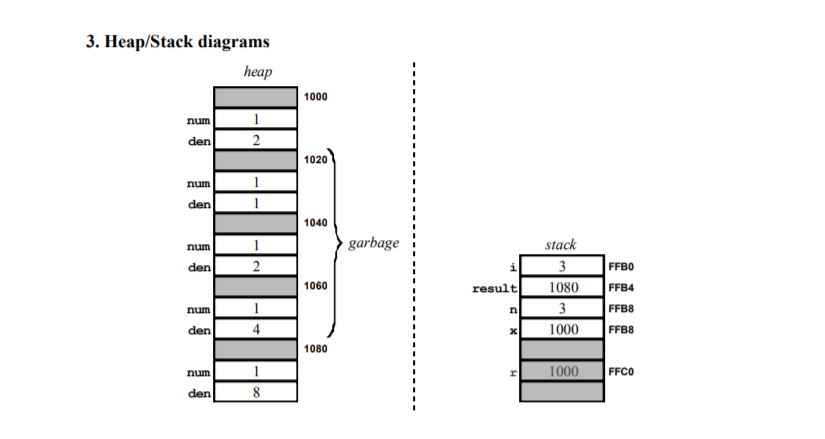 3. Heap/Stack diagrams
heap
1000
num 1
den 2
1020
num 1
den 1
1040
num 1
den 2
1060
num 1
den 4
1080
num 1
den 8
garbage
stack
i 3 FFB0
result 1080 FFB4
n 3 FFB8
x 1000 FFB8
r 1000 FFC0